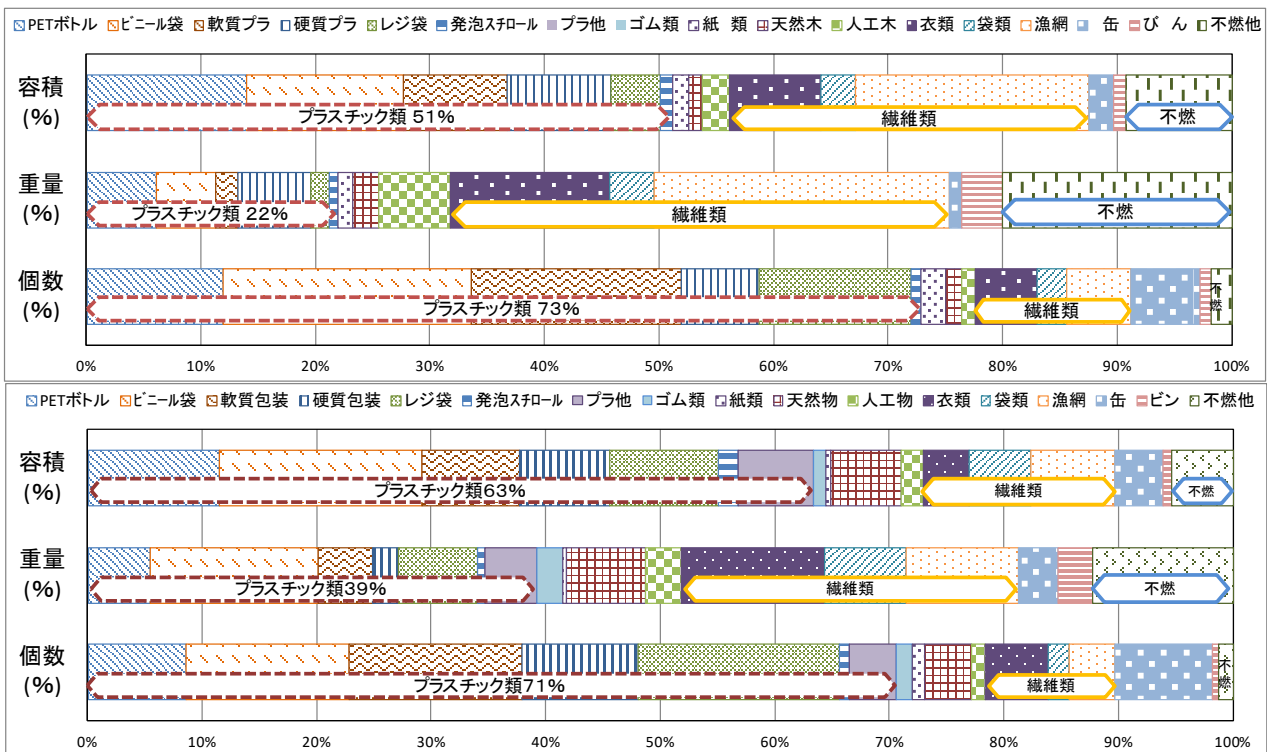 PETボトル ビニール袋 軟質プラ 硬質プラ レジ袋 発泡スチロール プラ他 ゴム類 紙 類 天然木 人工木 衣類 袋類 漁網 缶 び ん 不燃他
容積
(%)
プラスチック類 51% 繊維類 不燃
重量
(%)
プラスチック類 22% 繊維類 不燃
個数
(%)
プラスチック類 73% 繊維類 不燃
0% 10% 20% 30% 40% 50% 60% 70% 80% 90% 100%
PETボトル ビニール袋 軟質包装 硬質包装 レジ袋 発泡スチロール プラ他 ゴム類 紙類 天然物 人工物 衣類 袋類 漁網 缶 ビン 不燃他
容積
(%)
プラスチック類63% 繊維類 不燃
重量
(%)
プラスチック類39% 繊維類 不燃
個数
(%)
プラスチック類71% 繊維類 不燃
0% 10% 20% 30% 40% 50% 60% 70% 80% 90% 100%